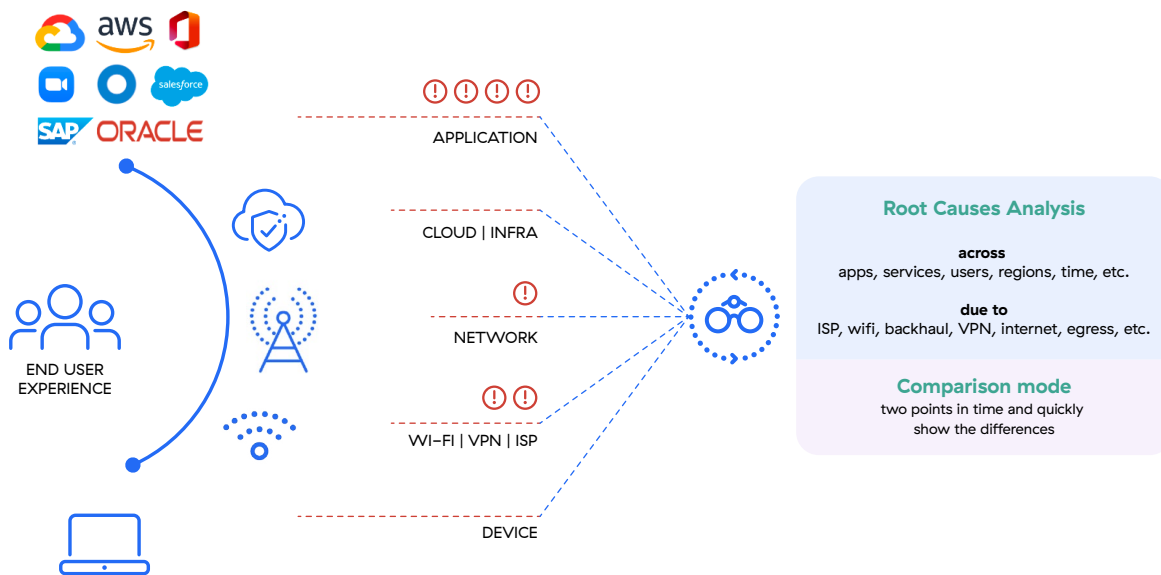 aws
salesforce
SAP
ORACLE
APPLICATION
CLOUD | INFRA
NETWORK
END USER
EXPERIENCE
WI-FI | VPN | ISP
DEVICE
Root Causes Analysis
across
apps, services, users, regions, time, etc.
due to
ISP, wifi, backhaul, VPN, internet, egress, etc.
Comparison mode
two points in time and quickly
show the differences